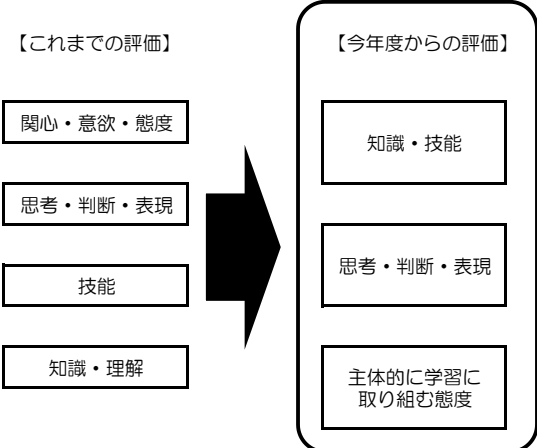 【これまでの評価】
関心・意欲・態度
思考・判断・表現
技能
知識・理解
【今年度からの評価】
知識・技能
思考・判断・表現
主体的に学習に
取り組む態度